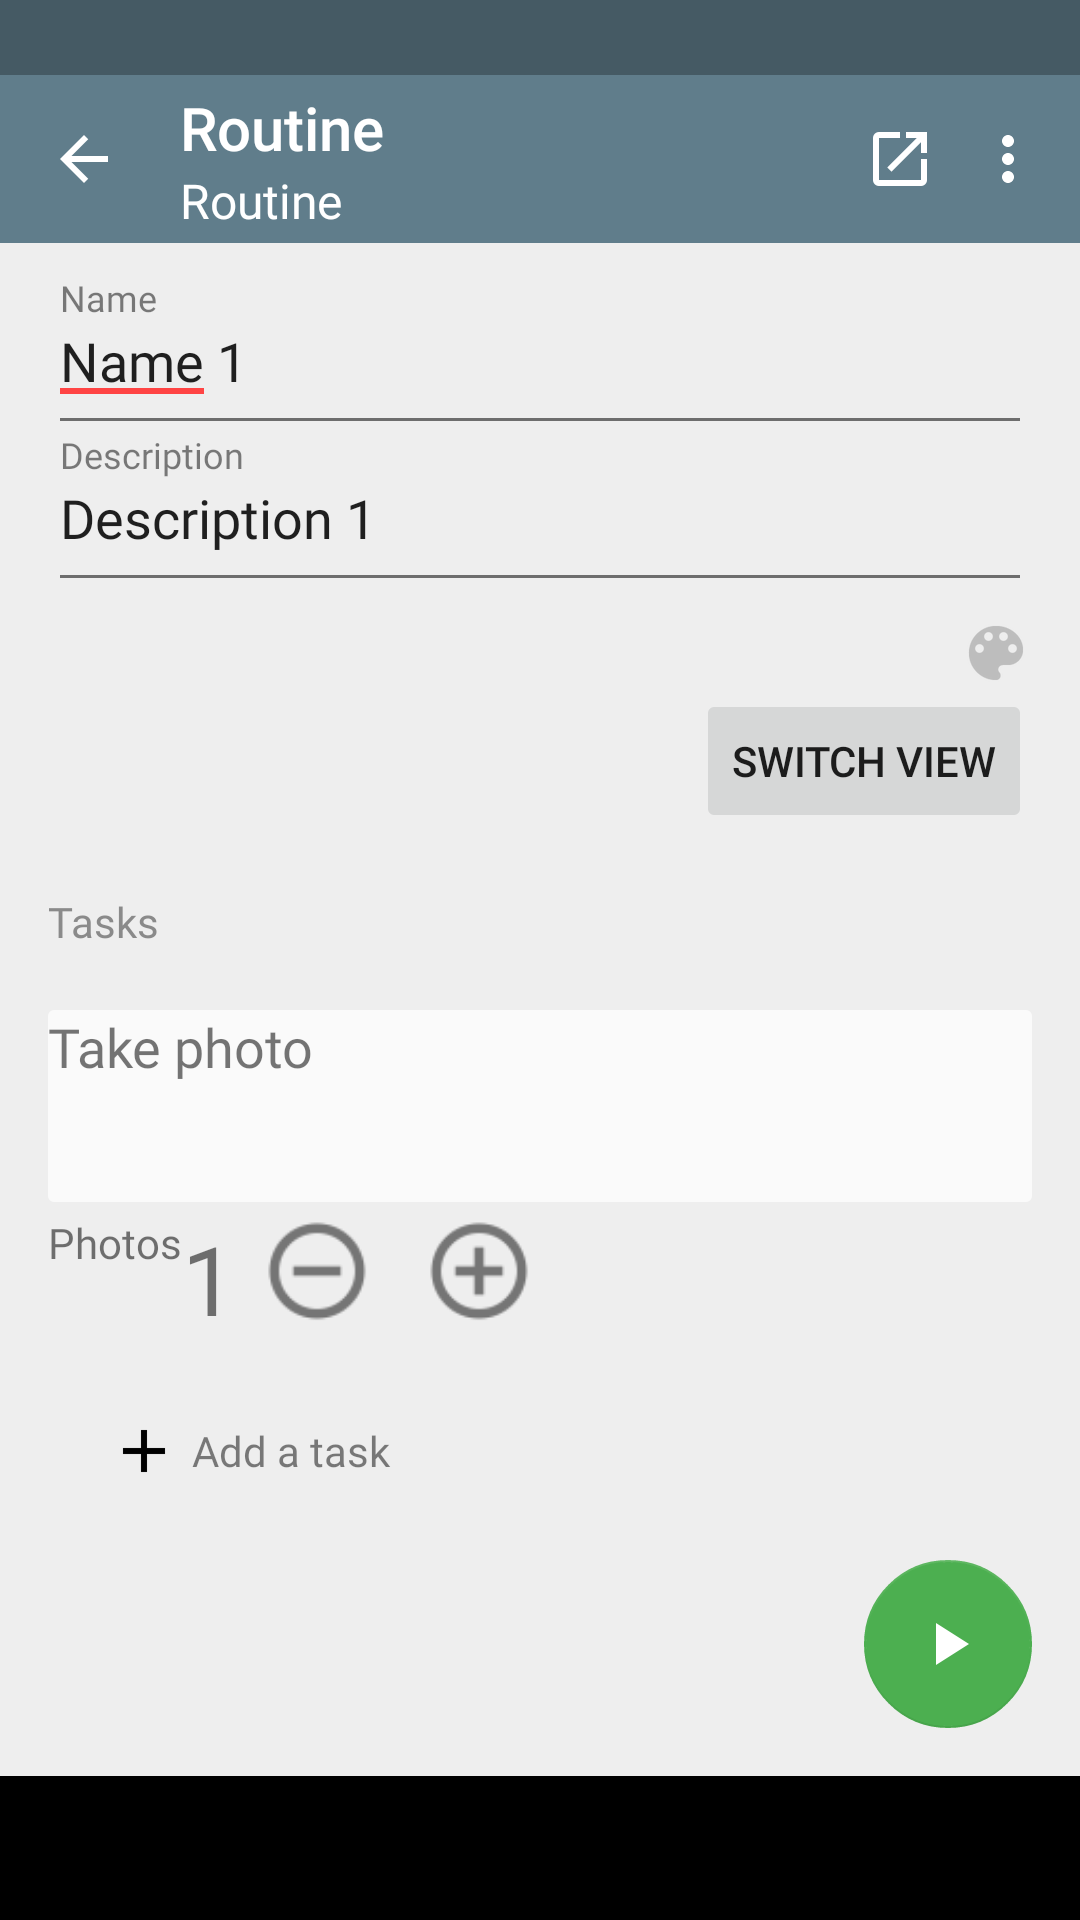 Routine
Routine
Name
Name 1
Description
Description 1
SWITCH VIEW
Tasks
Take photo
Photos 1
Add a task